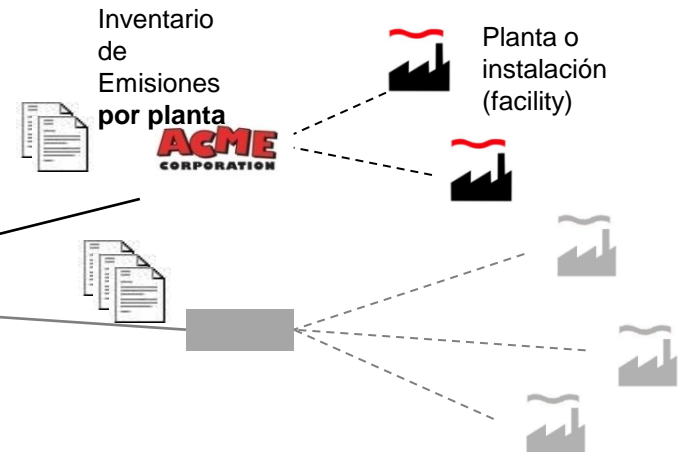 Inventario
de
Emisiones
por planta
ACME
CORPORATION
Planta o
instalación
(facility)